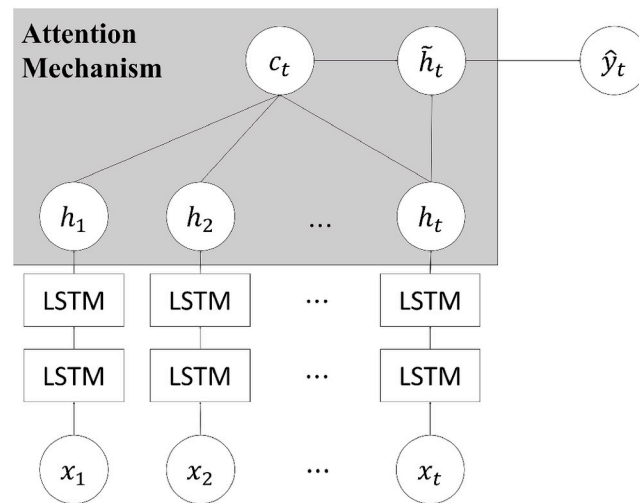 Attention
Mechanism
c_t h̃_t ŷ_t
h_1 h_2 ... h_t
LSTM LSTM ... LSTM
LSTM LSTM ... LSTM
x_1 x_2 ... x_t